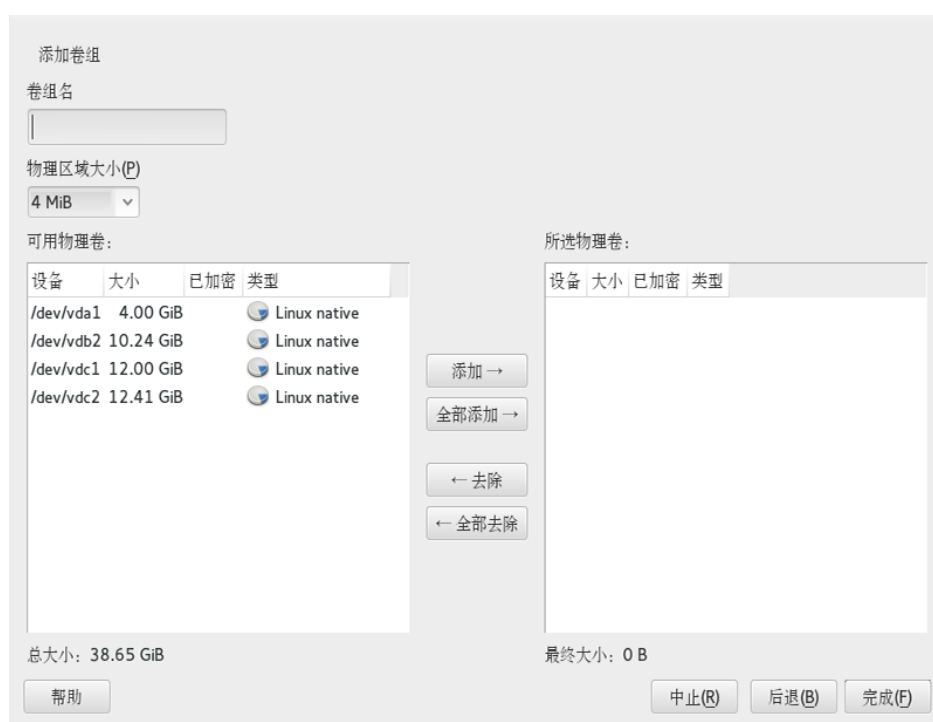 添加卷组
卷组名
物理区域大小(P)
4 MiB
可用物理卷:
设备 大小 已加密 类型
/dev/vda1 4.00 GiB Linux native
/dev/vdb2 10.24 GiB Linux native
/dev/vdc1 12.00 GiB Linux native
/dev/vdc2 12.41 GiB Linux native
总大小: 38.65 GiB
添加→
全部添加→
←去除
←全部去除
所选物理卷:
设备 大小 已加密 类型
最终大小: 0 B
帮助
中止(R)
后退(B)
完成(F)